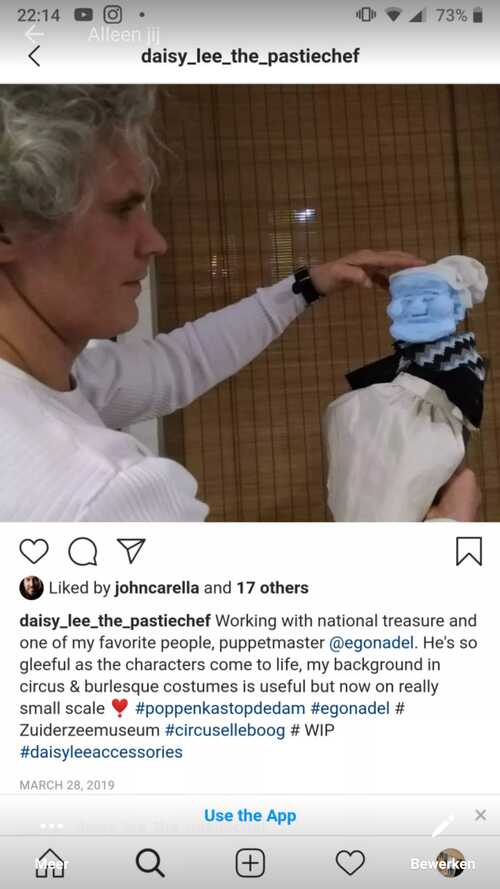 22:14 73%
Alleen jij
daisy_lee_the_pastiechef
Liked by johncarella and 17 others
daisy_lee_the_pastiechef Working with national treasure and
one of my favorite people, puppetmaster @egonadel. He's so
gleeful as the characters come to life, my background in
circus & burlesque costumes is useful but now on really
small scale ❣️ #poppenkastopdedam #egonadel #
Zuiderzeemuseum #circuselleboog # WIP
#daisyleeaccessories
MARCH 28, 2019
Use the App
Meer Bewerken